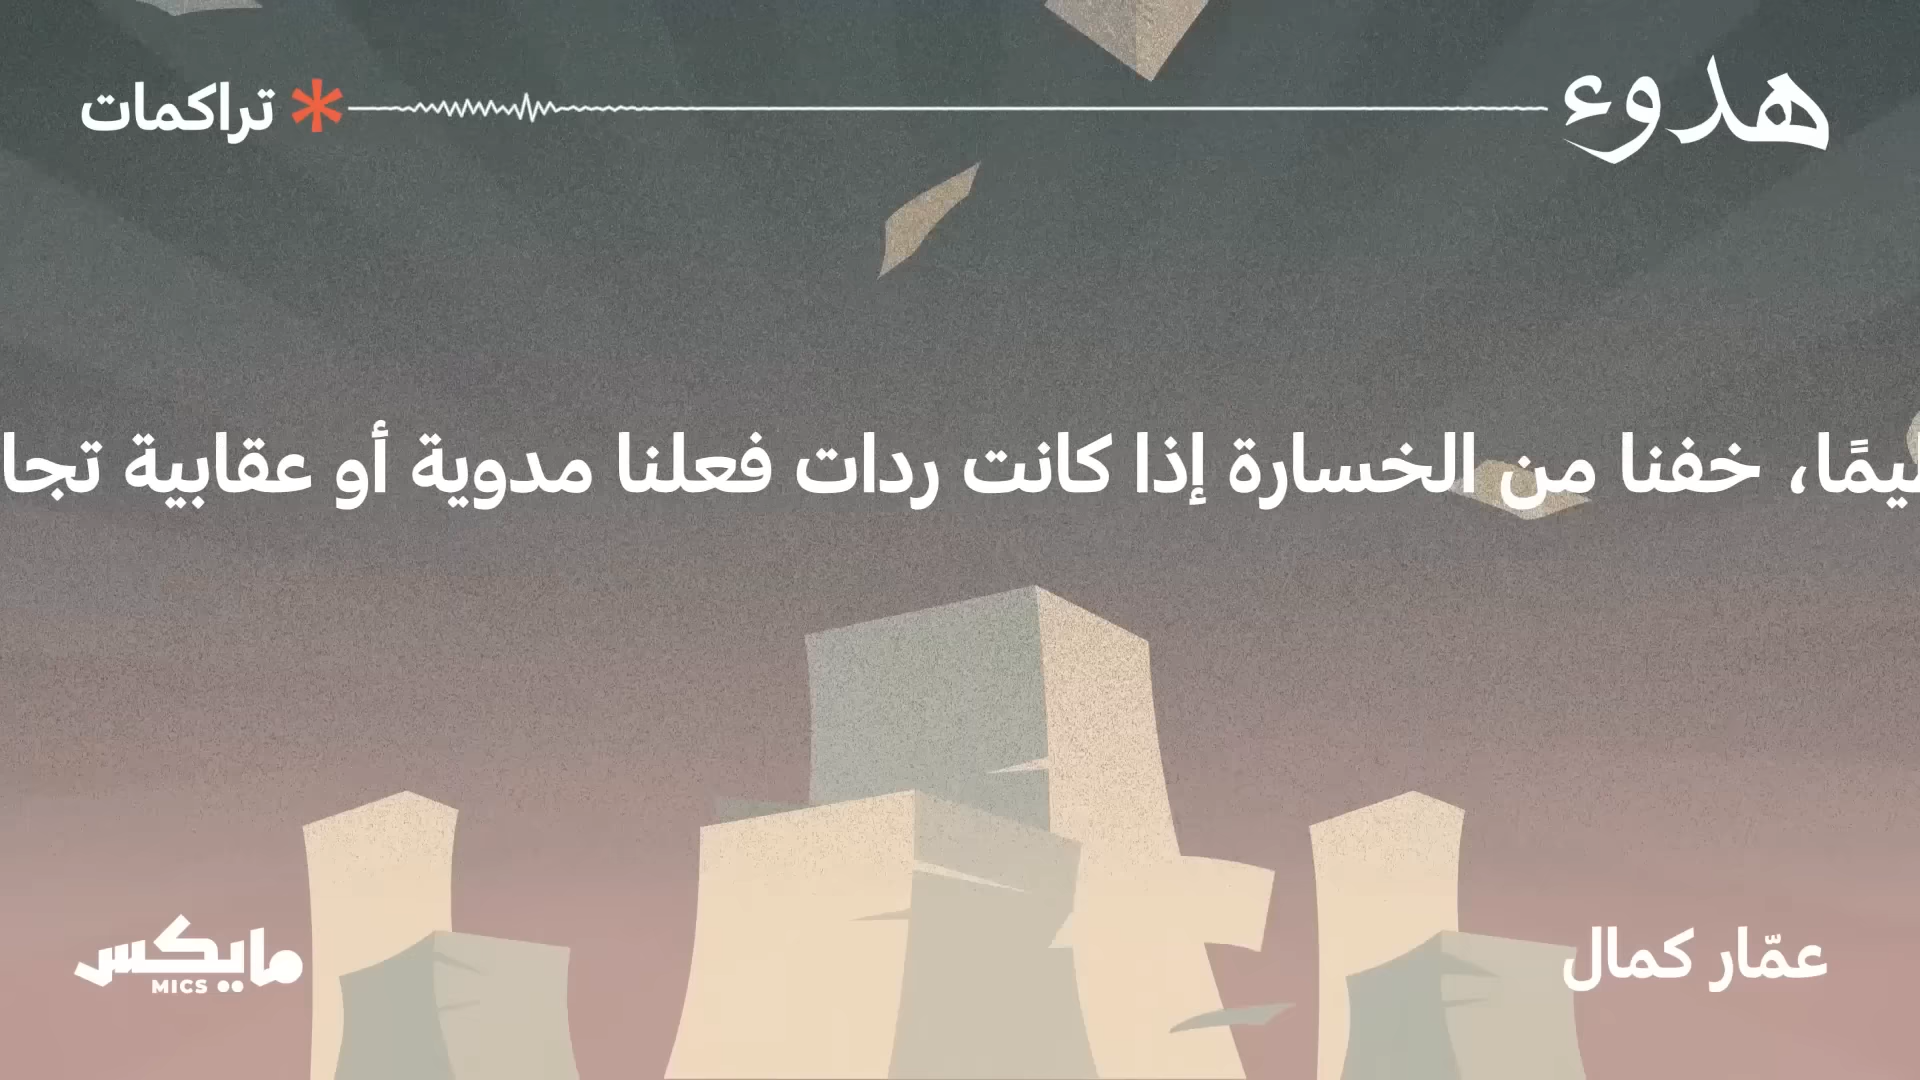 هدوء
تراكمات
خفنا من الخسارة إذا كانت ردات فعلنا مدوية أو عقابية
عمّار كمال
مايكس
MICS